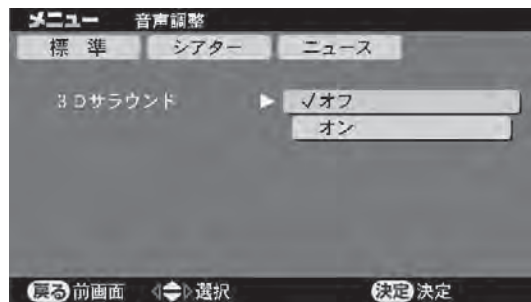 メニュー 音声調整
標準 シアター ニュース
3Dサラウンド ▶ √オフ
オン
戻る 前画面 選択 決定 決定